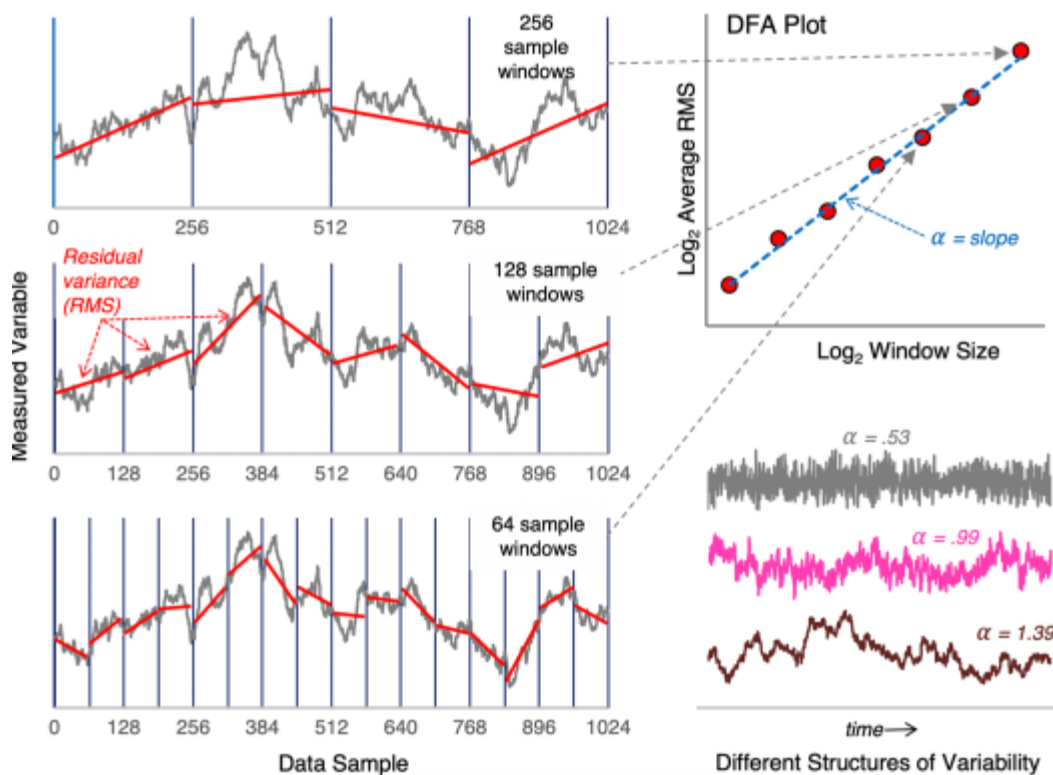 256
sample
windows
0
256
512
768
1024
Residual
variance
(RMS)
128 sample
windows
0
128
256
384
512
640
768
896
1024
64 sample
windows
0
128
256
384
512
640
768
896
1024
Measured Variable
Data Sample
DFA Plot
Log₂ Average RMS
α = slope
Log₂ Window Size
α = .53
α = .99
α = 1.39
time→
Different Structures of Variability